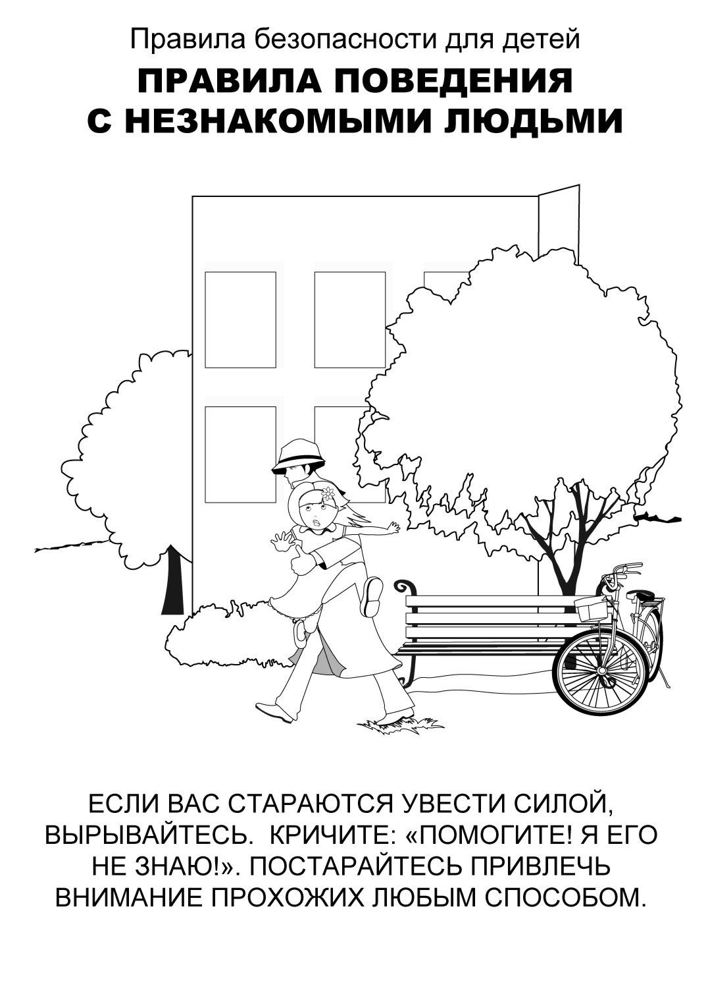 Правила безопасности для детей
ПРАВИЛА ПОВЕДЕНИЯ
С НЕЗНАКОМЫМИ ЛЮДЬМИ
ЕСЛИ ВАС СТАРАЮТСЯ УВЕСТИ СИЛОЙ,
ВЫРЫВАЙТЕСЬ. КРИЧИТЕ: «ПОМОГИТЕ! Я ЕГО
НЕ ЗНАЮ!». ПОСТАРАЙТЕСЬ ПРИВЛЕЧЬ
ВНИМАНИЕ ПРОХОЖИХ ЛЮБЫМ СПОСОБОМ.